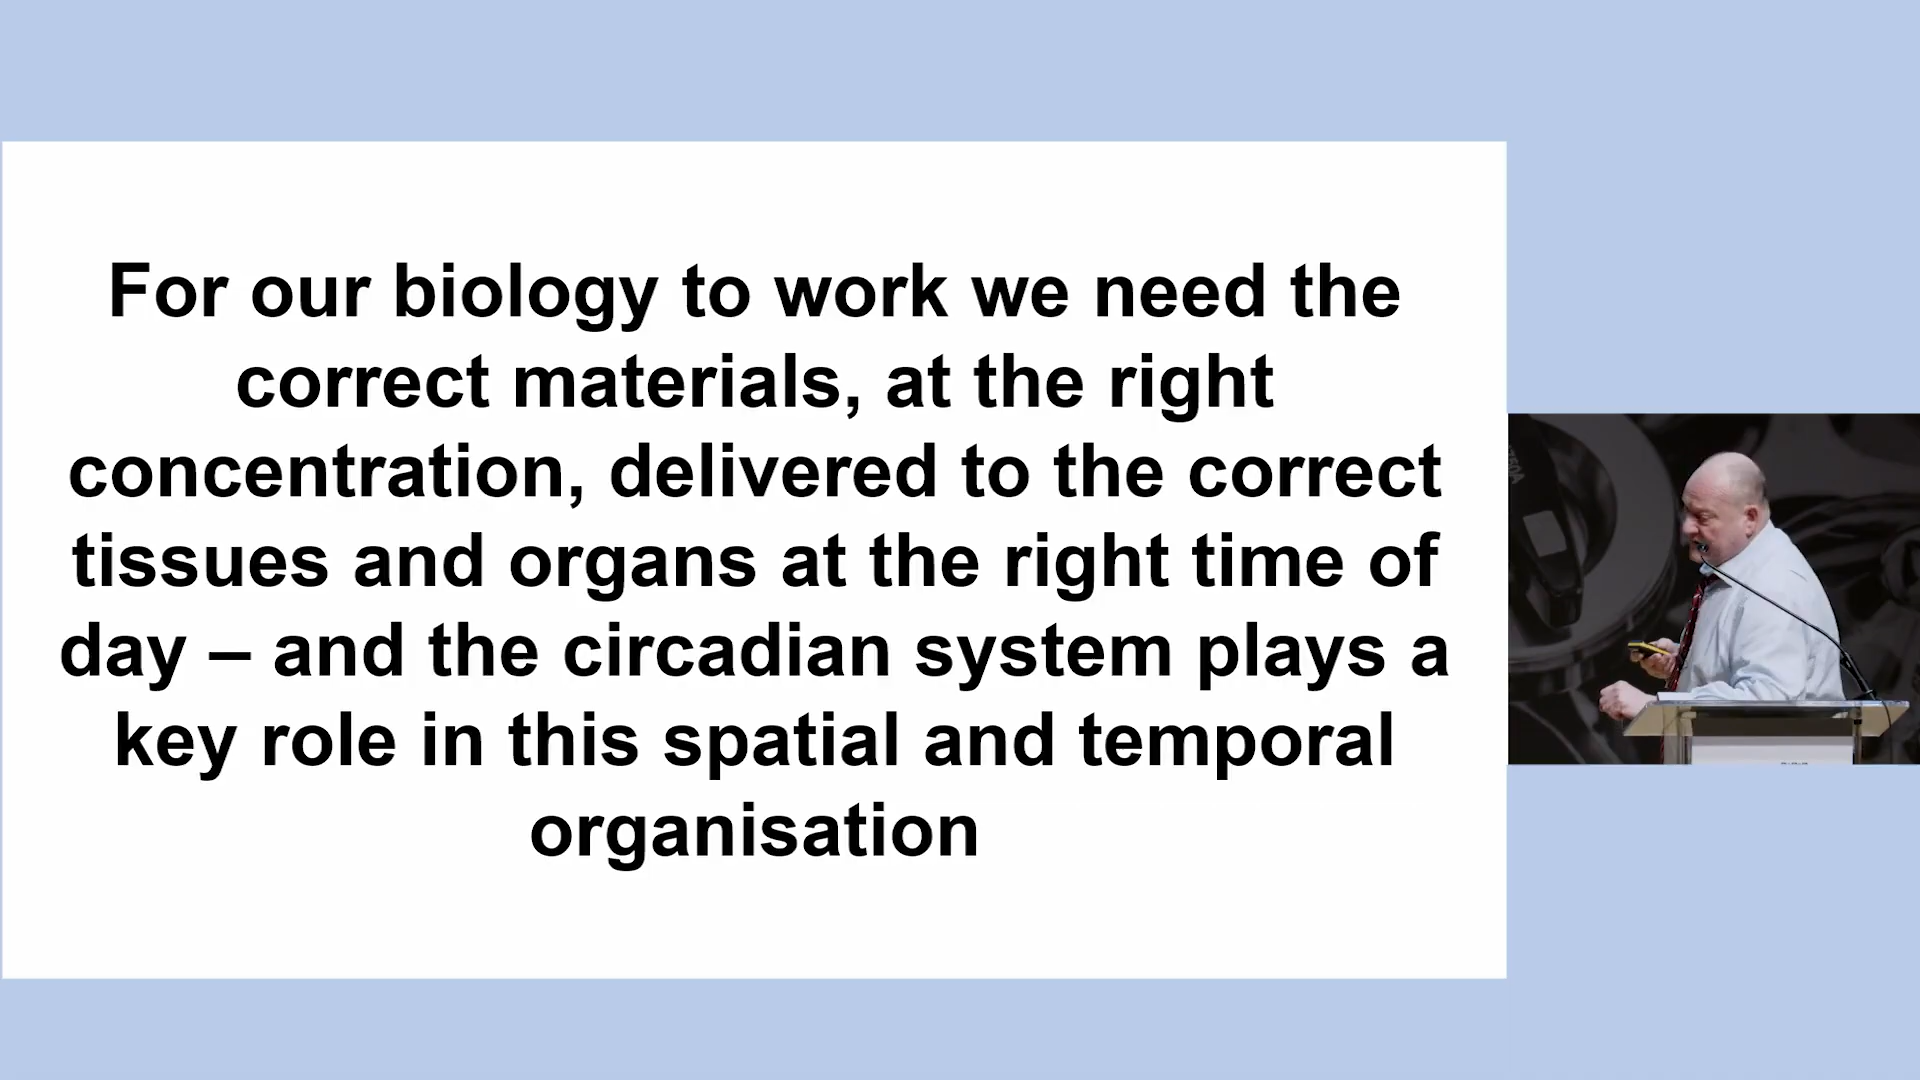 For our biology to work we need the
correct materials, at the right
concentration, delivered to the correct
tissues and organs at the right time of
day – and the circadian system plays a
key role in this spatial and temporal
organisation